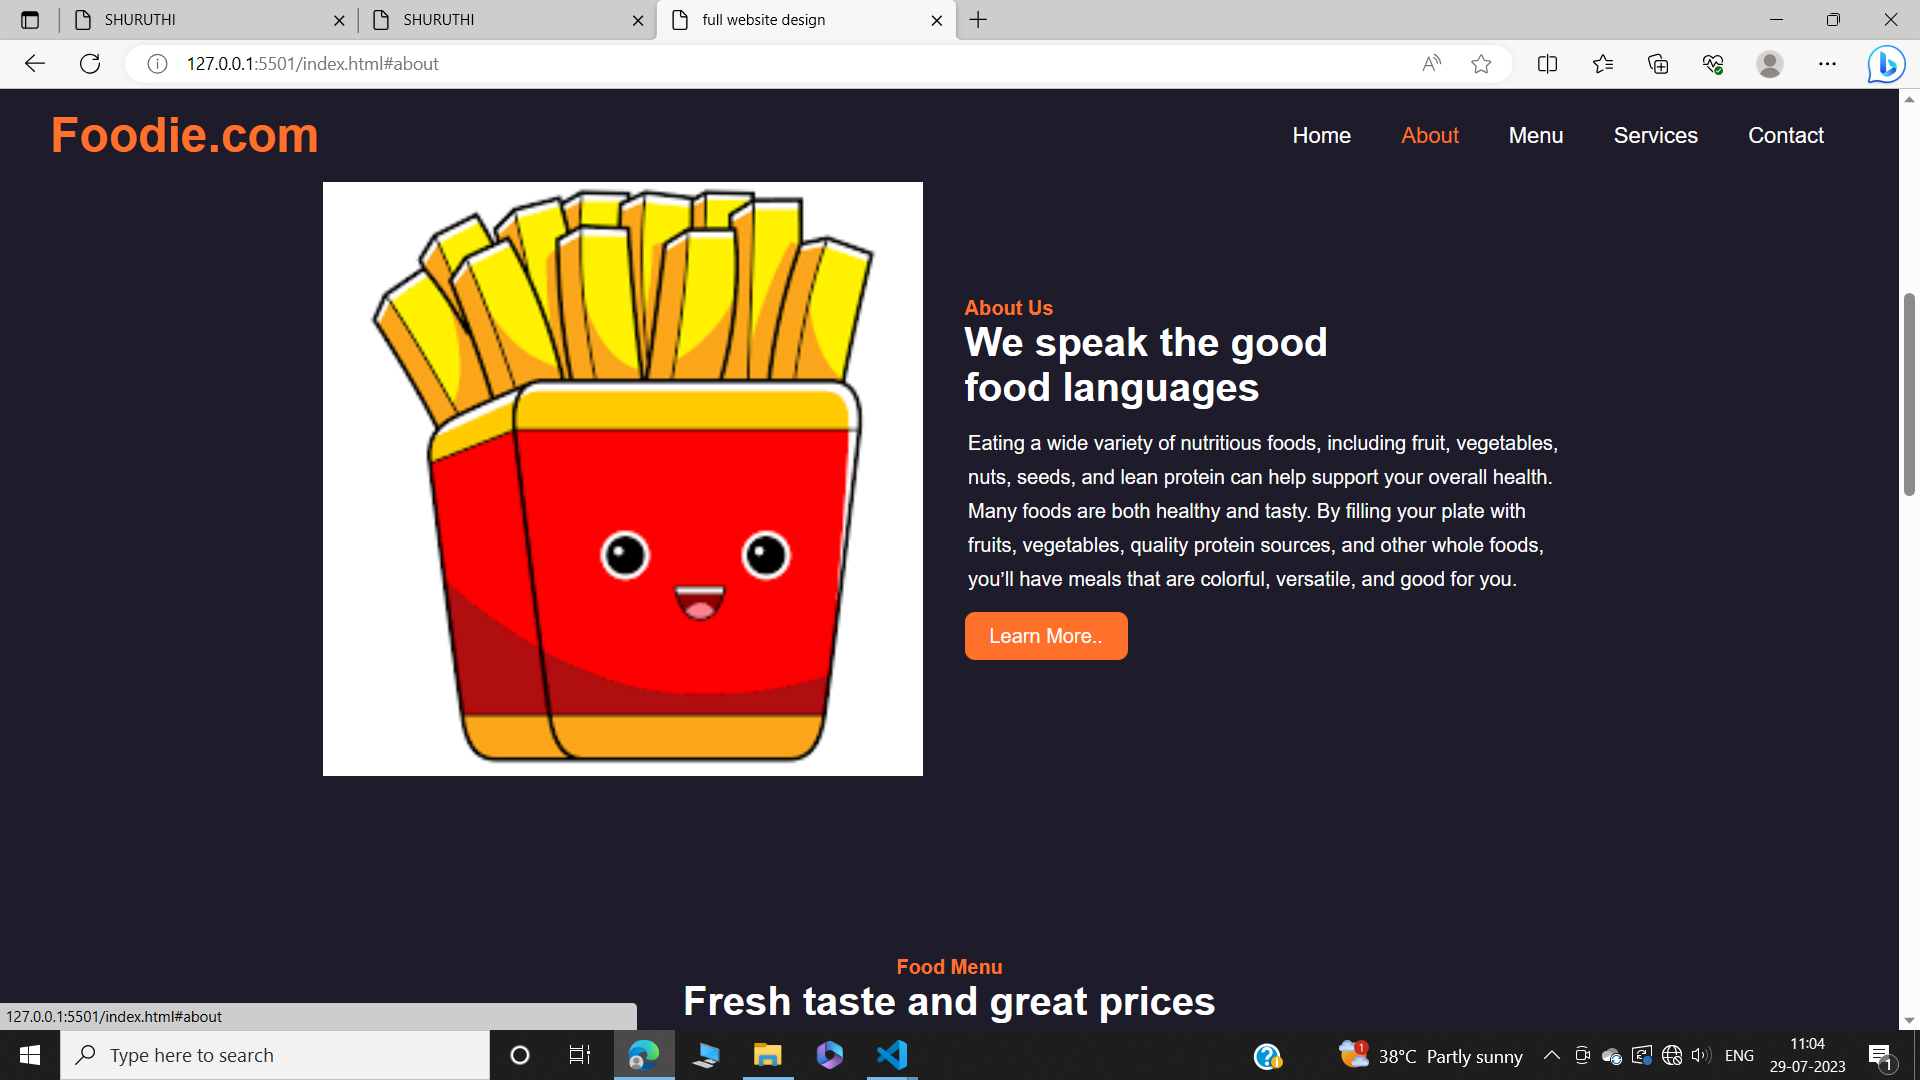 SHURUTHI
SHURUTHI
full website design
127.0.0.1:5501/index.html#about
Foodie.com
Home
About
Menu
Services
Contact
About Us
We speak the good
food languages
Eating a wide variety of nutritious foods, including fruit, vegetables,
nuts, seeds, and lean protein can help support your overall health.
Many foods are both healthy and tasty. By filling your plate with
fruits, vegetables, quality protein sources, and other whole foods,
you’ll have meals that are colorful, versatile, and good for you.
Learn More..
Food Menu
Fresh taste and great prices
127.0.0.1:5501/index.html#about
Type here to search
1
38°C Partly sunny
ENG
11:04
29-07-2023
1